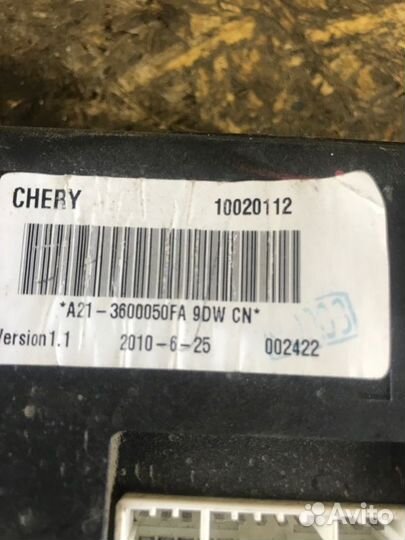 CHERY 10020112
*A21-3600050FA 9DW CN*
Version1.1 2010-6-25 002422
Avito